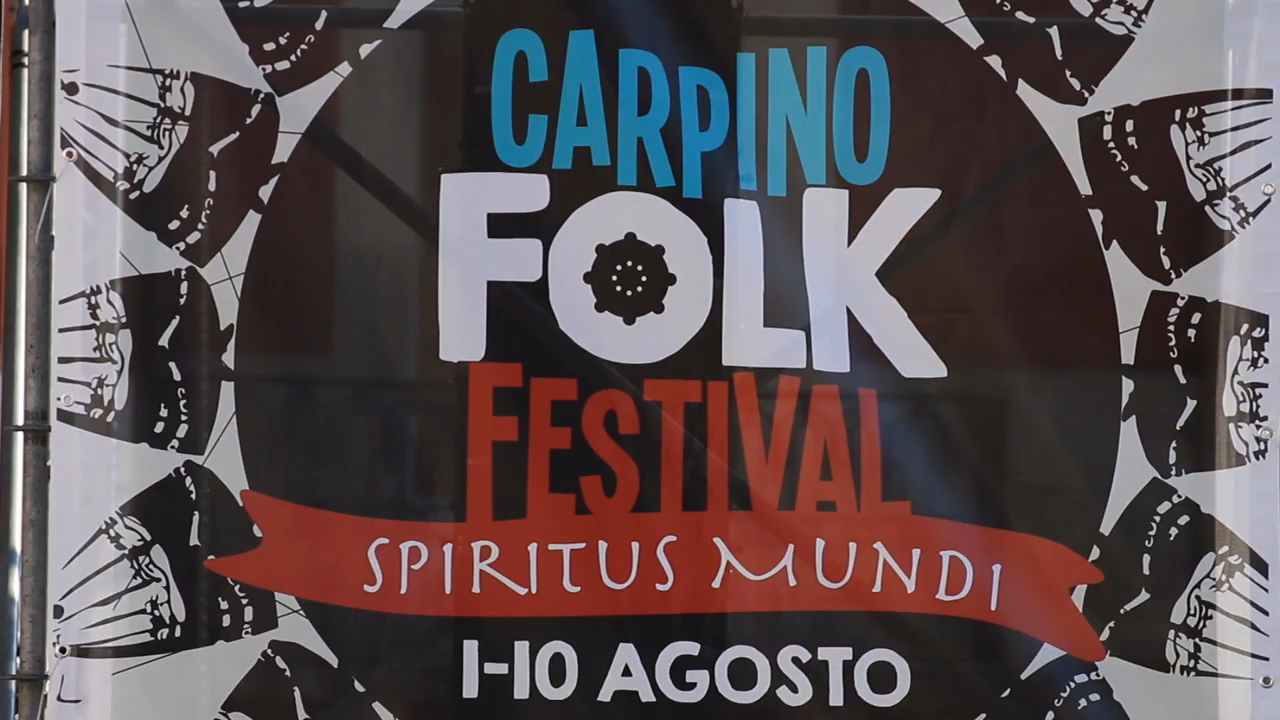 CARPINO
FOLK
FESTIVAL
SPIRITUS MUNDI
1-10 AGOSTO